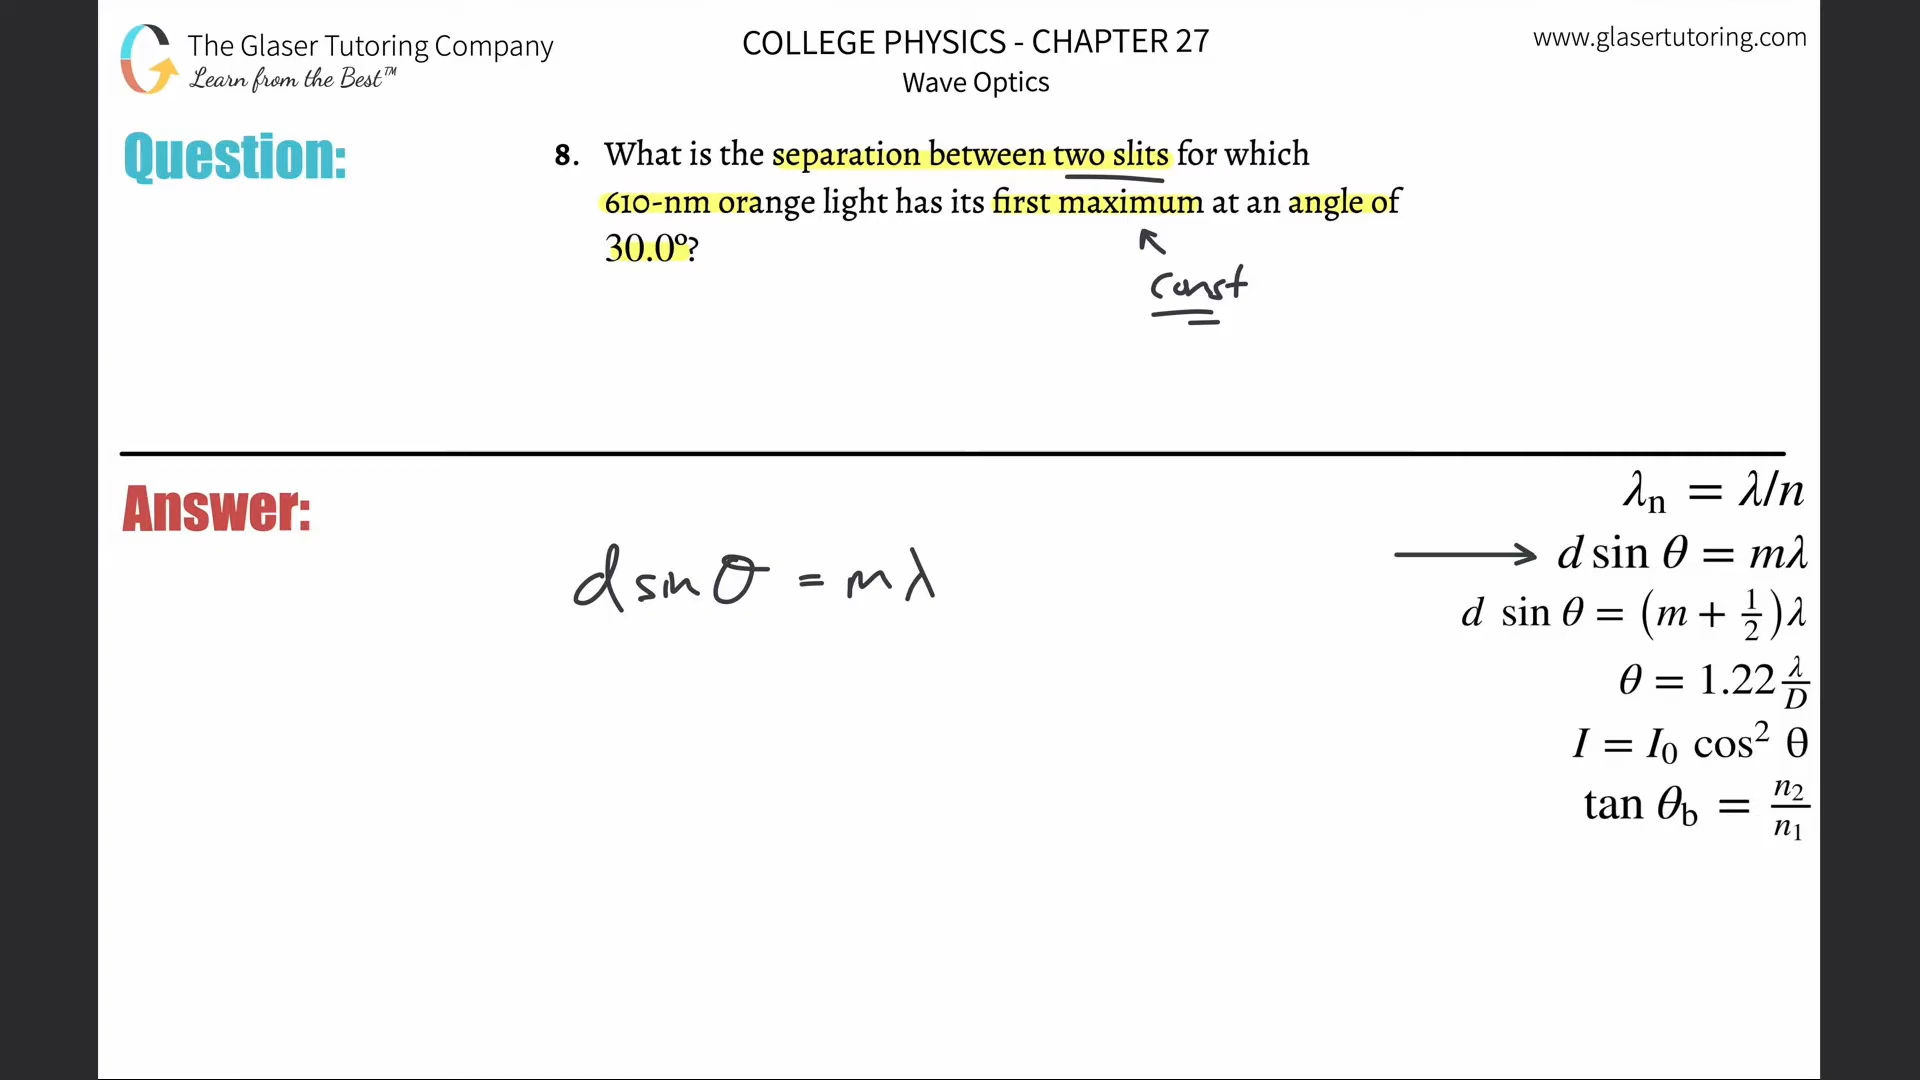 The Glaser Tutoring Company
Learn from the Best™
COLLEGE PHYSICS - CHAPTER 27
Wave Optics
www.glasertutoring.com
Question:
8. What is the separation between two slits for which
610-nm orange light has its first maximum at an angle of
30.0º?
const
Answer:
d sin θ = m λ
λₙ = λ/n
d sin θ = mλ
d sin θ = (m + 1/2)λ
θ = 1.22 λ/D
I = I₀ cos² θ
tan θb = n₂/n₁